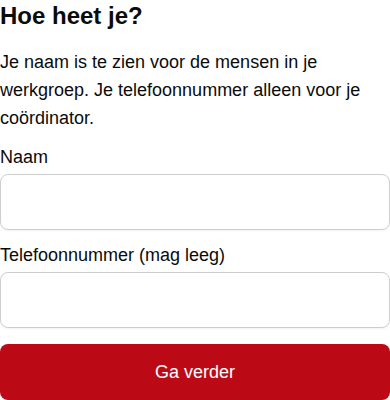 Hoe heet je?
Je naam is te zien voor de mensen in je
werkgroep. Je telefoonnummer alleen voor je
coördinator.
Naam
Telefoonnummer (mag leeg)
Ga verder